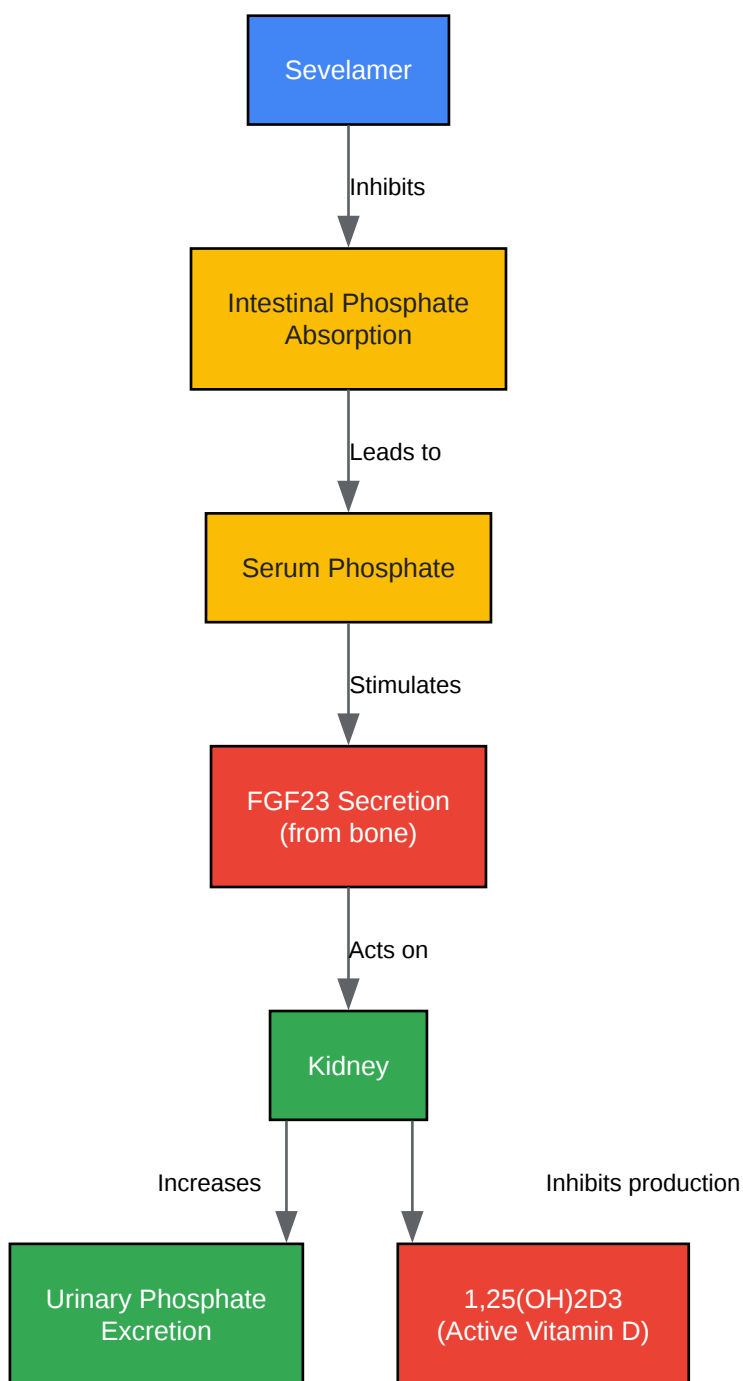 Sevelamer
Inhibits
Intestinal Phosphate
Absorption
Leads to
Serum Phosphate
Stimulates
FGF23 Secretion
(from bone)
Acts on
Kidney
Increases
Inhibits production
Urinary Phosphate
Excretion
1,25(OH)2D3
(Active Vitamin D)